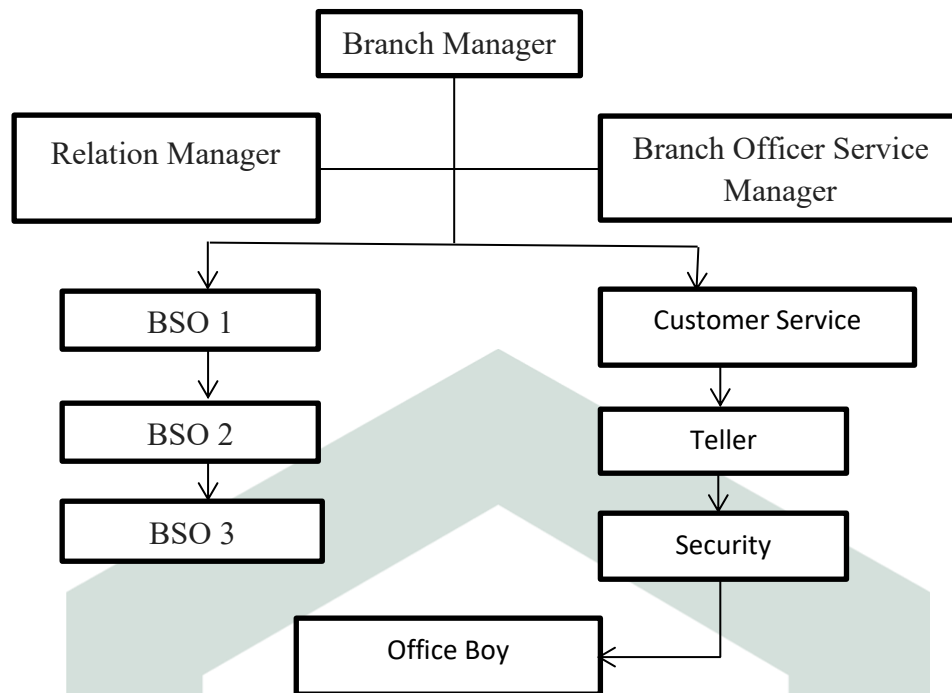 Branch Manager
Relation Manager
Branch Officer Service
Manager
BSO 1
Customer Service
BSO 2
Teller
BSO 3
Security
Office Boy